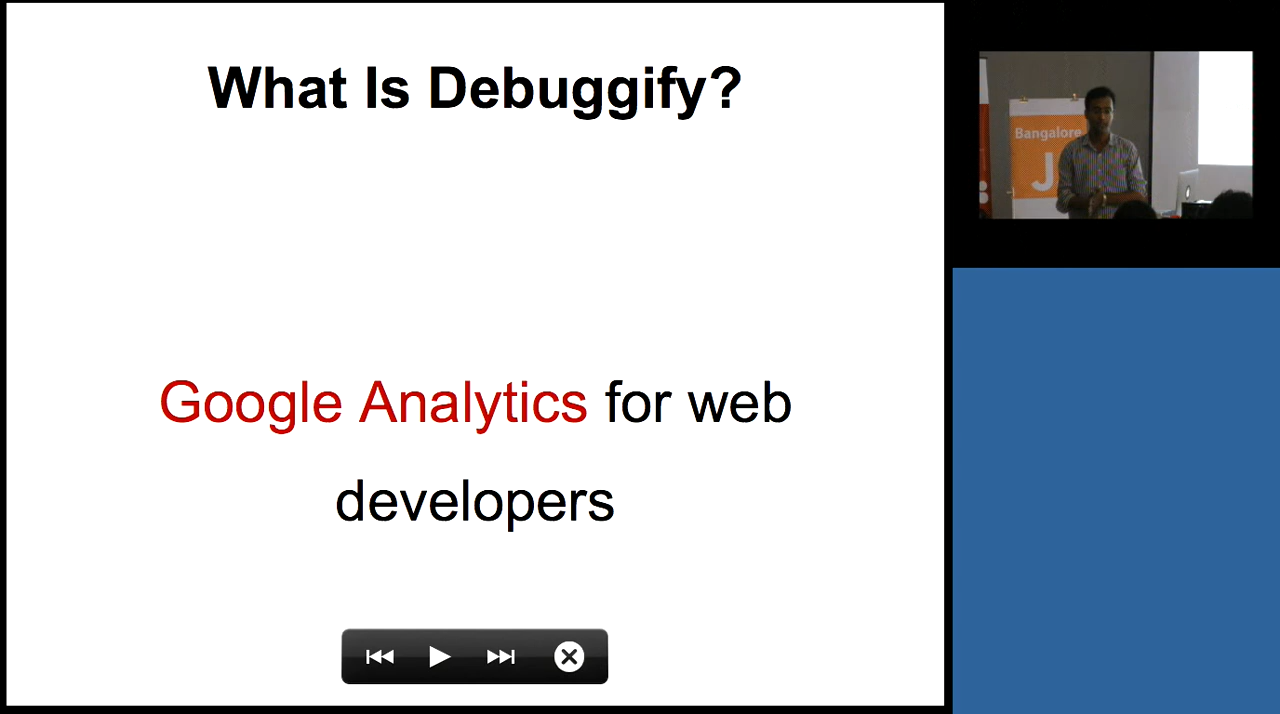 What Is Debuggify?
Google Analytics for web
developers
Bangalore
J